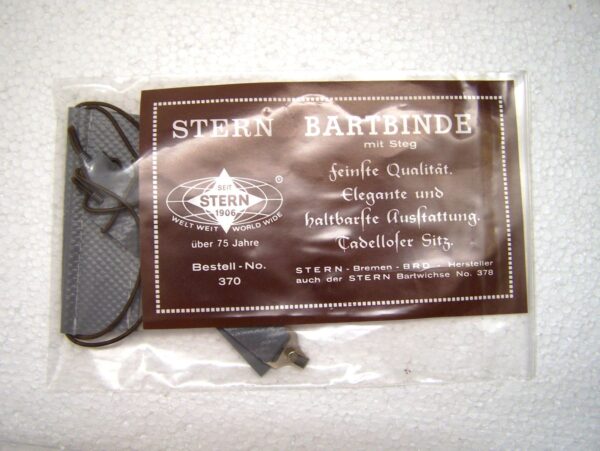 STERN BARTBINDE
mit Steg
SEIT
STERN
1906
®
WELT WEIT WORLD WIDE
über 75 Jahre
Bestell-No.
370
Feinste Qualität.
Elegante und
haltbarste Ausstattung.
Tadelloser Sitz.
STERN - Bremen - BRD - Hersteller
auch der STERN Bartwichse No. 378